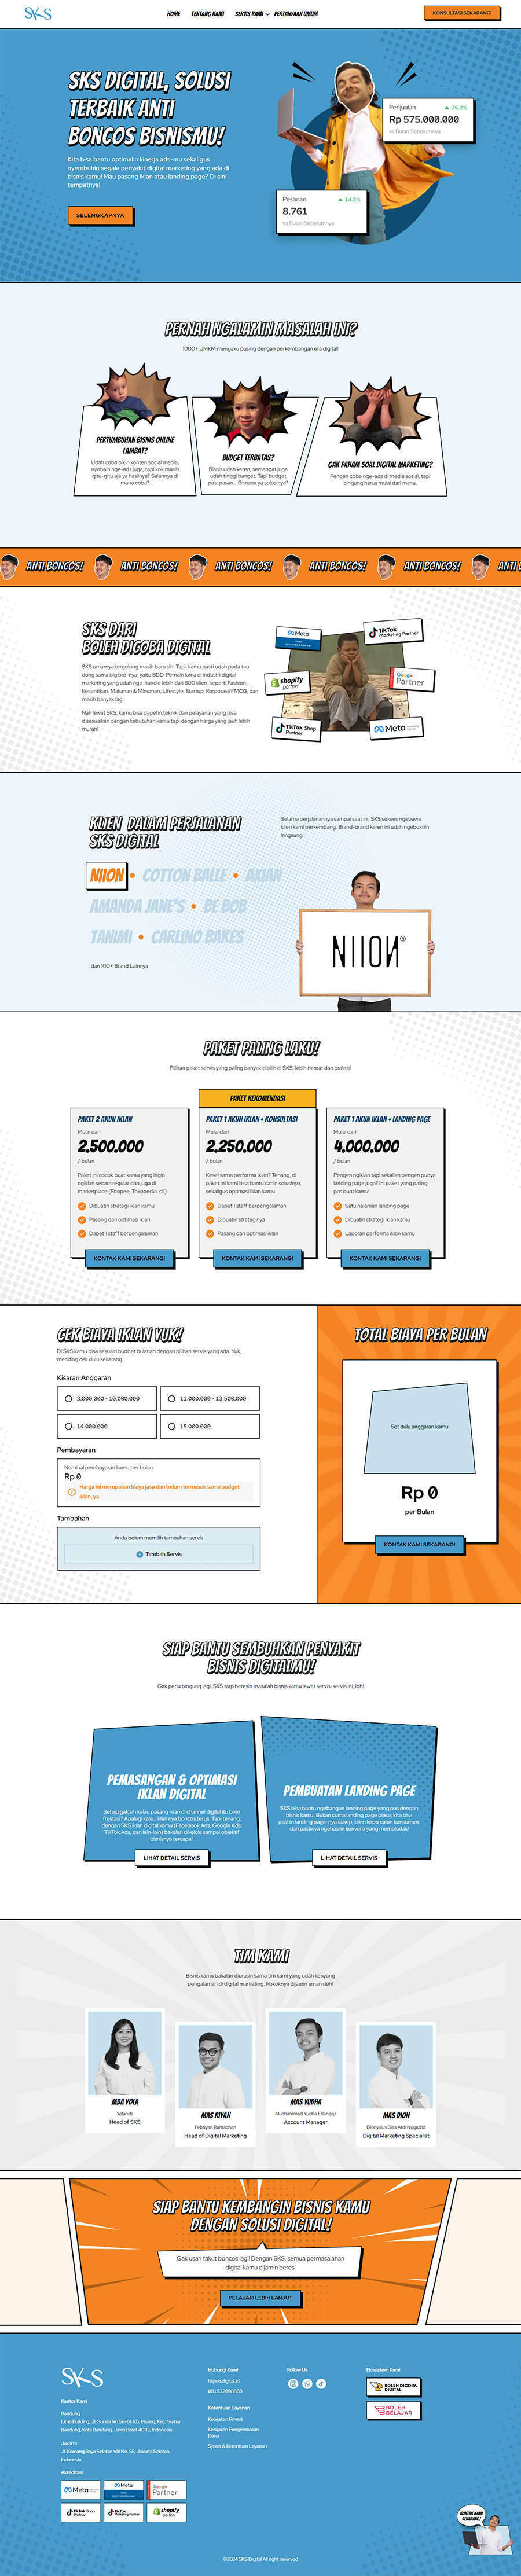 SKS
HOME TENTANG KAMI SERVIS KAMI PERTANYAAN UMUM
KONSULTASI SEKARANG!
SKS DIGITAL, SOLUSI
TERBAIK ANTI
BONCOS BISNISMU!
Kita bisa bantu optimalin kinerja ads-mu sekaligus
nyembuhin segala penyakit digital marketing yang ada di
bisnis kamu! Mau pasang iklan atau landing page? Di sini
tempatnya!
SELENGKAPNYA
Penjualan 75.2%
Rp 575.000.000
vs Bulan Sebelumnya
Pesanan 14.2%
8.761
vs Bulan Sebelumnya
PERNAH NGALAMIN MASALAH INI?
1000+ UMKM mengaku pusing dengan perkembangan era digital!
PERTUMBUHAN BISNIS ONLINE
LAMBAT?
Udah coba bikin konten social media,
nyobain nge-ads juga, tapi kok masih
gitu-gitu aja ya hasilnya? Salahnya di
mana coba?
BUDGET TERBATAS?
Bisnis udah keren, semangat juga
udah tinggi banget. Tapi budget
pas-pasan... Gimana ya solusinya?
GAK PAHAM SOAL DIGITAL MARKETING?
Pengen coba nge-ads di media sosial, tapi
bingung harus mulai dari mana.
ANTI BONCOS! ANTI BONCOS! ANTI BONCOS! ANTI BONCOS! ANTI BONCOS! ANTI
SKS DARI
BOLEH DICOBA DIGITAL
SKS umurnya tergolong masih baru sih. Tapi, kamu pasti udah pada tau
dong sama big bro-nya, yaitu BDD. Pemain lama di industri digital
marketing yang udah nge-handle lebih dari 800 klien, seperti Fashion,
Kecantikan, Makanan & Minuman, Lifestyle, Startup, Korporasi/FMCG, dan
masih banyak lagi.
Nah lewat SKS, kamu bisa dapetin teknik dan pelayanan yang bisa
disesuaikan dengan kebutuhan kamu tapi dengan harga yang jauh lebih
murah!
Meta
TikTok
Marketing Partner
shopify
partner
Google
Partner
TikTok Shop
Partner
Meta
KLIEN DALAM PERJALANAN
SKS DIGITAL
Selama perjalanannya sampai saat ini, SKS sukses ngebawa
klien kami berkembang. Brand-brand keren ini udah ngebuktiin
langsung!
NIION • COTTON BALLE • AXIAN
AMANDA JANE'S • BE BOB
TANIMI • CARLINO BAKES
dan 100+ Brand Lainnya
NIION®
PAKET PALING LAKU!
Pilihan paket servis yang paling banyak dipilih di SKS, lebih hemat dan praktis!
PAKET 2 AKUN IKLAN
Mulai dari
2.500.000
/ bulan
Paket ini cocok buat kamu yang ingin
ngiklan secara regular dan juga di
marketplace (Shopee, Tokopedia, dll)
Dibuatin strategi iklan kamu
Pasang dan optimasi iklan
Dapet 1 staff berpengalaman
KONTAK KAMI SEKARANG!
PAKET REKOMENDASI
PAKET 1 AKUN IKLAN + KONSULTASI
Mulai dari
2.250.000
/ bulan
Kesel sama performa iklan? Tenang, di
paket ini kami bisa bantu cariin solusinya,
sekaligus optimasi iklan kamu
Dapet 1 staff berpengalaman
Dibuatin strateginya
Pasang dan optimasi iklan
KONTAK KAMI SEKARANG!
PAKET 1 AKUN IKLAN + LANDING PAGE
Mulai dari
4.000.000
/ bulan
Pengen ngiklan tapi sekalian pengen punya
landing page juga? Ini paket yang paling
pas buat kamu!
Satu halaman landing page
Dibuatin strategi iklan kamu
Laporan performa iklan kamu
KONTAK KAMI SEKARANG!
CEK BIAYA IKLAN YUK!
Di SKS kamu bisa sesuain budget bulanan dengan pilihan servis yang ada. Yuk,
mending cek dulu sekarang.
Kisaran Anggaran
3.000.000 - 10.000.000
11.000.000 - 13.500.000
14.000.000
15.000.000
Pembayaran
Nominal pembayaran kamu per bulan:
Rp 0
Harga ini merupakan biaya jasa dan belum termasuk sama budget
iklan, ya
Tambahan
Anda belum memilih tambahan servis
Tambah Servis
TOTAL BIAYA PER BULAN
Set dulu anggaran kamu
Rp 0
per Bulan
KONTAK KAMI SEKARANG!
SIAP BANTU SEMBUHKAN PENYAKIT
BISNIS DIGITALMU!
Gak perlu bingung lagi, SKS siap beresin masalah bisnis kamu lewat servis-servis ini, loh!
PEMASANGAN & OPTIMASI
IKLAN DIGITAL
Setuju gak sih kalau pasang iklan di channel digital itu bikin
frustasi? Apalagi kalau iklan-nya boncos terus. Tapi tenang,
dengan SKS iklan digital kamu (Facebook Ads, Google Ads,
TikTok Ads, dan lain-lain) bakalan dikelola sampai objektif
bisnisnya tercapai!
LIHAT DETAIL SERVIS
PEMBUATAN LANDING PAGE
SKS bisa bantu ngebangun landing page yang pas dengan
bisnis kamu. Bukan cuma landing page biasa, kita bisa
pastiin landing page-nya cakep, bikin kepo calon konsumen,
dan pastinya ngehasilin konversi yang membludak!
LIHAT DETAIL SERVIS
TIM KAMI
Bisnis kamu bakalan diurusin sama tim kami yang udah kenyang
pengalaman di digital marketing. Pokoknya dijamin aman deh!
MBA YOLA
Yolanda
Head of SKS
MAS RIYAN
Febriyan Ramadhan
Head of Digital Marketing
MAS YUDHA
Muchammad Yudha Erlangga
Account Manager
MAS DION
Dionysius Dias Ardi Nugroho
Digital Marketing Specialist
SIAP BANTU KEMBANGIN BISNIS KAMU
DENGAN SOLUSI DIGITAL!
Gak usah takut boncos lagi! Dengan SKS, semua permasalahan
digital kamu dijamin beres!
PELAJARI LEBIH LANJUT
SKS
Kantor Kami
Bandung
Lima Building, Jl. Sunda No.56-61, Kb. Pisang, Kec. Sumur
Bandung, Kota Bandung, Jawa Barat 40112, Indonesia
Jakarta
Jl. Kemang Raya Selatan VIII No. 55, Jakarta Selatan,
Indonesia
Akreditasi
Meta
Meta
Google
Partner
TikTok Shop
Partner
TikTok
Marketing Partner
shopify
partner
Hubungi Kami
Ketentuan Layanan
Kebijakan Privasi
Kebijakan Pengembalian
Dana
Syarat & Ketentuan Layanan
Follow Us
Ekosistem Kami
BOLEH DICOBA
DIGITAL
BOLEH
BELAJAR
KONTAK KAMI
SEKARANG!
©2024 SKS Digital All right reserved